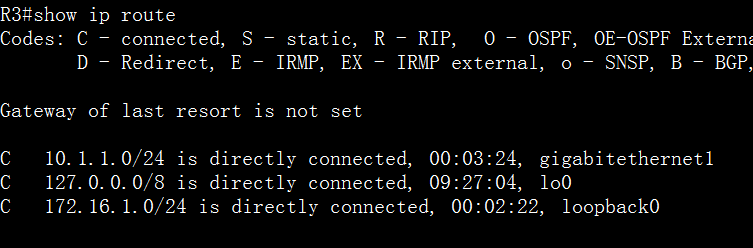 R3#show ip route
Codes: C - connected, S - static, R - RIP, O - OSPF, OE-OSPF Externa
D - Redirect, E - IRMP, EX - IRMP external, o - SNSP, B - BGP,
Gateway of last resort is not set
C 10.1.1.0/24 is directly connected, 00:03:24, gigabitethernet1
C 127.0.0.0/8 is directly connected, 09:27:04, lo0
C 172.16.1.0/24 is directly connected, 00:02:22, loopback0